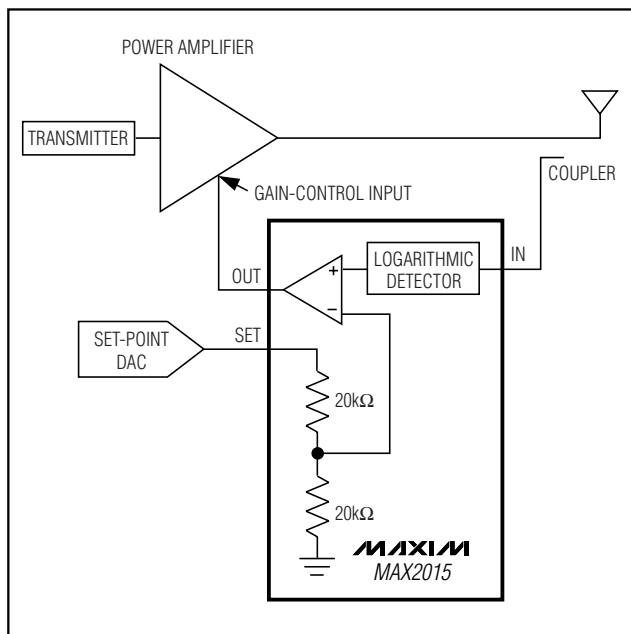 POWER AMPLIFIER
TRANSMITTER
GAIN-CONTROL INPUT
COUPLER
IN
LOGARITHMIC
DETECTOR
+
−
OUT
SET-POINT
DAC
SET
20kΩ
20kΩ
MAXIM
MAX2015